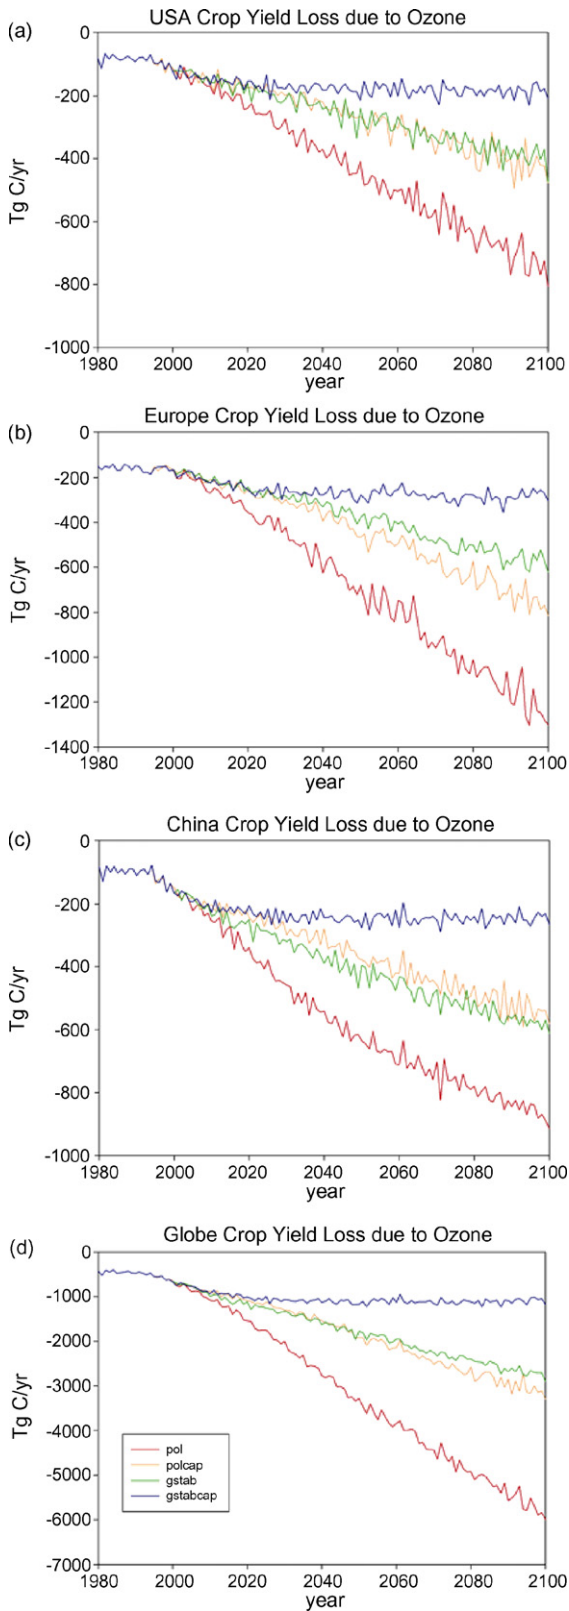 (a)
USA Crop Yield Loss due to Ozone
0
-200
-400
-600
-800
-1000
Tg C/yr
1980 2000 2020 2040 2060 2080 2100
year
(b)
Europe Crop Yield Loss due to Ozone
0
-200
-400
-600
-800
-1000
-1200
-1400
Tg C/yr
1980 2000 2020 2040 2060 2080 2100
year
(c)
China Crop Yield Loss due to Ozone
0
-200
-400
-600
-800
-1000
Tg C/yr
1980 2000 2020 2040 2060 2080 2100
year
(d)
Globe Crop Yield Loss due to Ozone
0
-1000
-2000
-3000
-4000
-5000
-6000
-7000
Tg C/yr
pol
polcap
gstab
gstabcap
1980 2000 2020 2040 2060 2080 2100
year